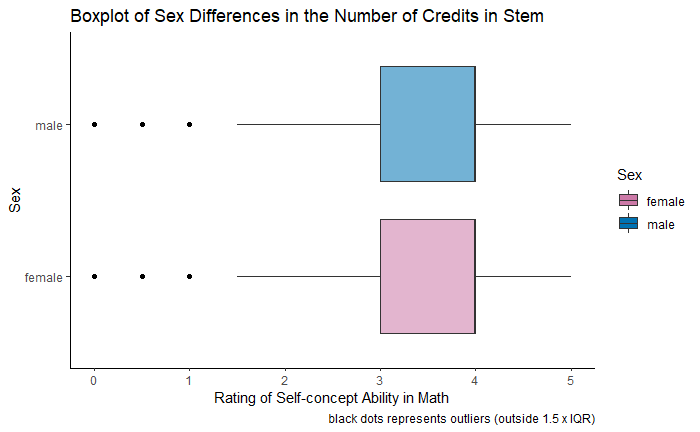 Boxplot of Sex Differences in the Number of Credits in Stem
Sex
male
female
0 1 2 3 4 5
Rating of Self-concept Ability in Math
black dots represents outliers (outside 1.5 x IQR)
Sex
female
male